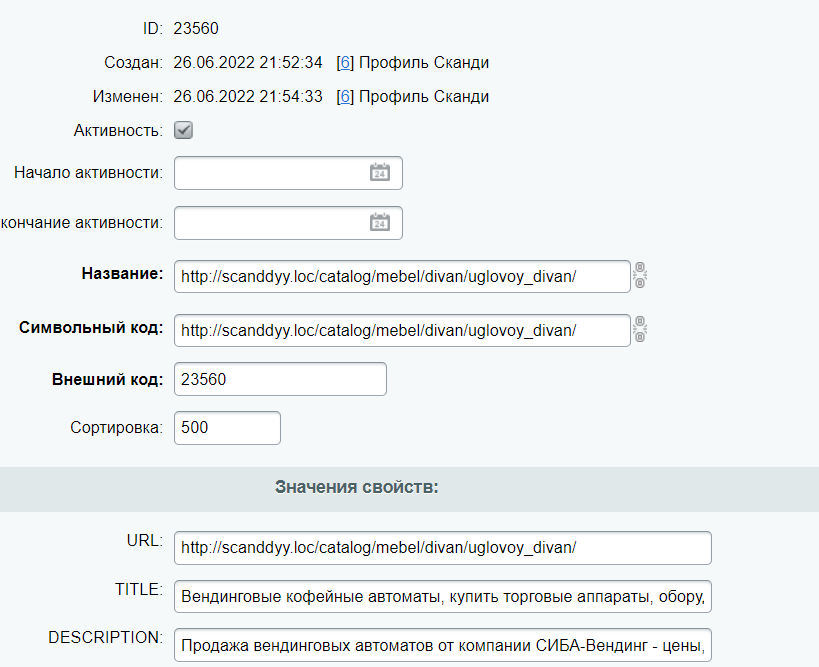 ID: 23560
Создан: 26.06.2022 21:52:34 [6] Профиль Сканди
Изменен: 26.06.2022 21:54:33 [6] Профиль Сканди
Активность:
Начало активности: 24
кончание активности: 24
Название: http://scanddyy.loc/catalog/mebel/divan/uglovoy_divan/
Символьный код: http://scanddyy.loc/catalog/mebel/divan/uglovoy_divan/
Внешний код: 23560
Сортировка: 500
Значения свойств:
URL: http://scanddyy.loc/catalog/mebel/divan/uglovoy_divan/
TITLE: Вендинговые кофейные автоматы, купить торговые аппараты, обору,
DESCRIPTION: Продажа вендинговых автоматов от компании СИБА-Вендинг - цены,